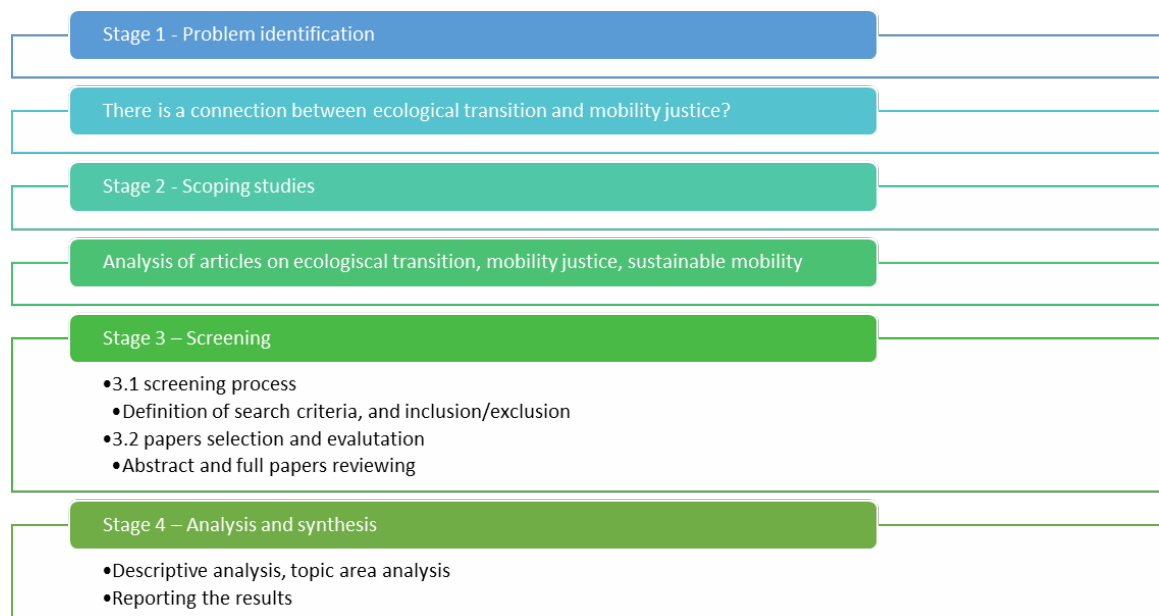 Stage 1 - Problem identification
There is a connection between ecological transition and mobility justice?
Stage 2 - Scoping studies
Analysis of articles on ecologiscal transition, mobility justice, sustainable mobility
Stage 3 – Screening
•3.1 screening process
•Definition of search criteria, and inclusion/exclusion
•3.2 papers selection and evalutation
•Abstract and full papers reviewing
Stage 4 – Analysis and synthesis
•Descriptive analysis, topic area analysis
•Reporting the results